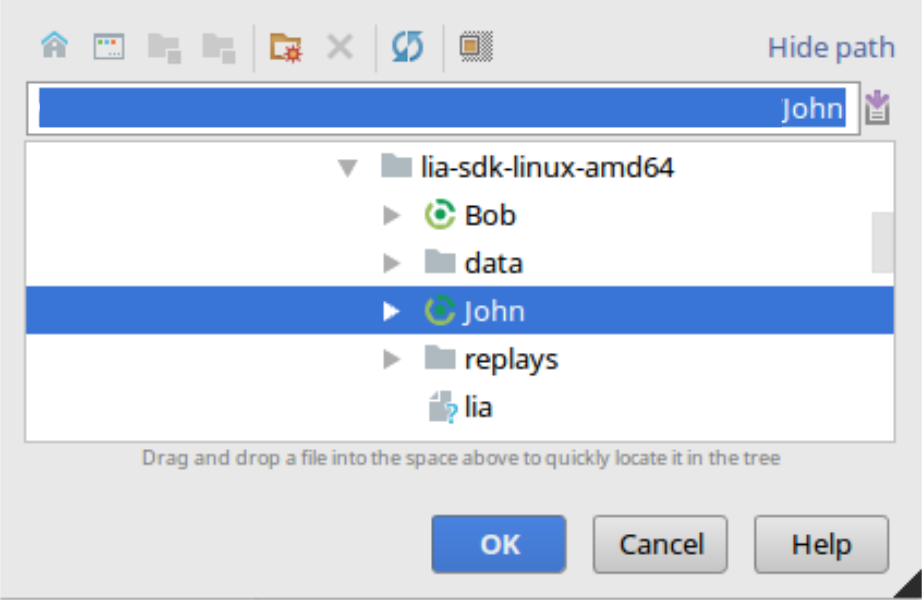 Hide path
John
lia-sdk-linux-amd64
Bob
data
John
replays
lia
Drag and drop a file into the space above to quickly locate it in the tree
OK Cancel Help